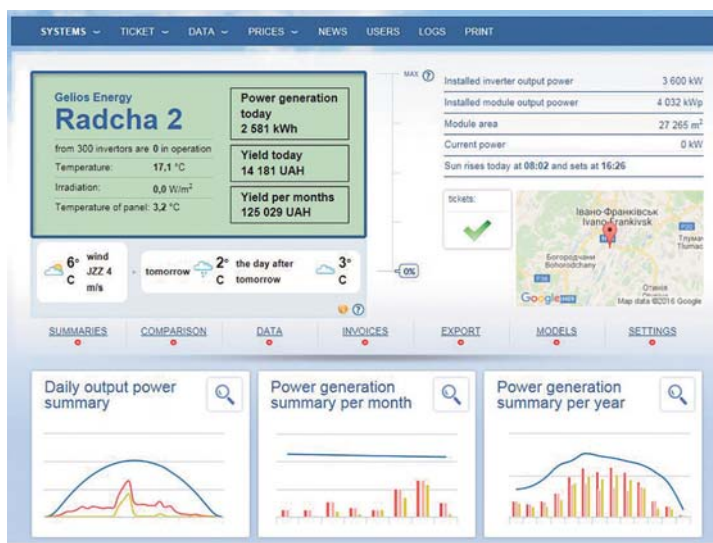 SYSTEMS TICKET DATA PRICES NEWS USERS LOGS PRINT
Gelios Energy
Radcha 2
from 300 invertors are 0 in operation
Temperature: 17,1 °C
Irradiation: 0,0 W/m²
Temperature of panel: 3,2 °C
Power generation
today
2 581 kWh
Yield today
14 181 UAH
Yield per months
125 029 UAH
MAX
0%
Installed inverter output power 3 600 kW
Installed module output poower 4 032 kWp
Module area 27 265 m²
Current power 0 kW
Sun rises today at 08:02 and sets at 16:26
tickets:
Івано-Франківськ
Ivano-Frankivsk
Богородчани
Bohorodchany
Отинія
Тлумач
Tlumac
Google
Map data ©2016 Google
6°
C
wind
JZZ 4
m/s
tomorrow
2°
C
the day after
tomorrow
3°
C
SUMMARIES COMPARISON DATA INVOICES EXPORT MODELS SETTINGS
Daily output power
summary
Power generation
summary per month
Power generation
summary per year